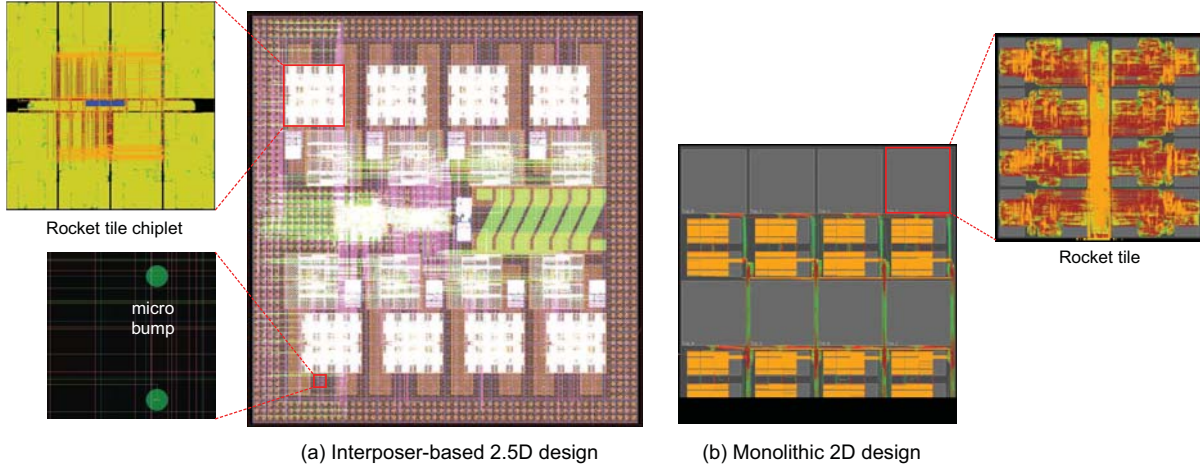 Rocket tile chiplet
micro
bump
Rocket tile
(a) Interposer-based 2.5D design
(b) Monolithic 2D design